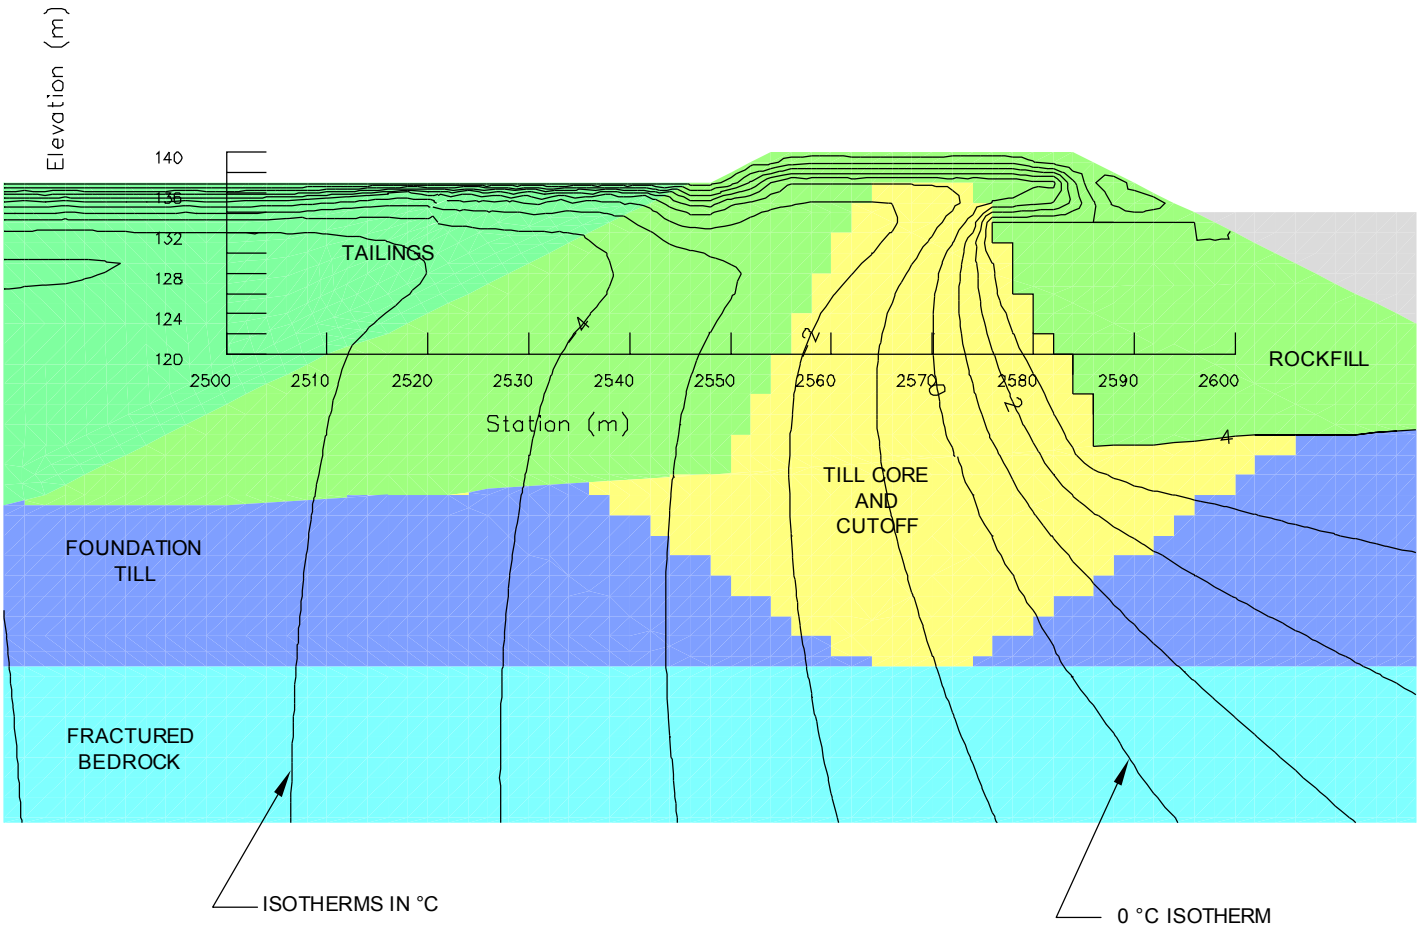 Elevation (m)
140
136
132
128
124
120
TAILINGS
4
2
2500 2510 2520 2530 2540 2550 2560 2570 2580 2590 2600
0
2
ROCKFILL
Station (m)
4
TILL CORE
AND
CUTOFF
FOUNDATION
TILL
FRACTURED
BEDROCK
ISOTHERMS IN °C
0 °C ISOTHERM